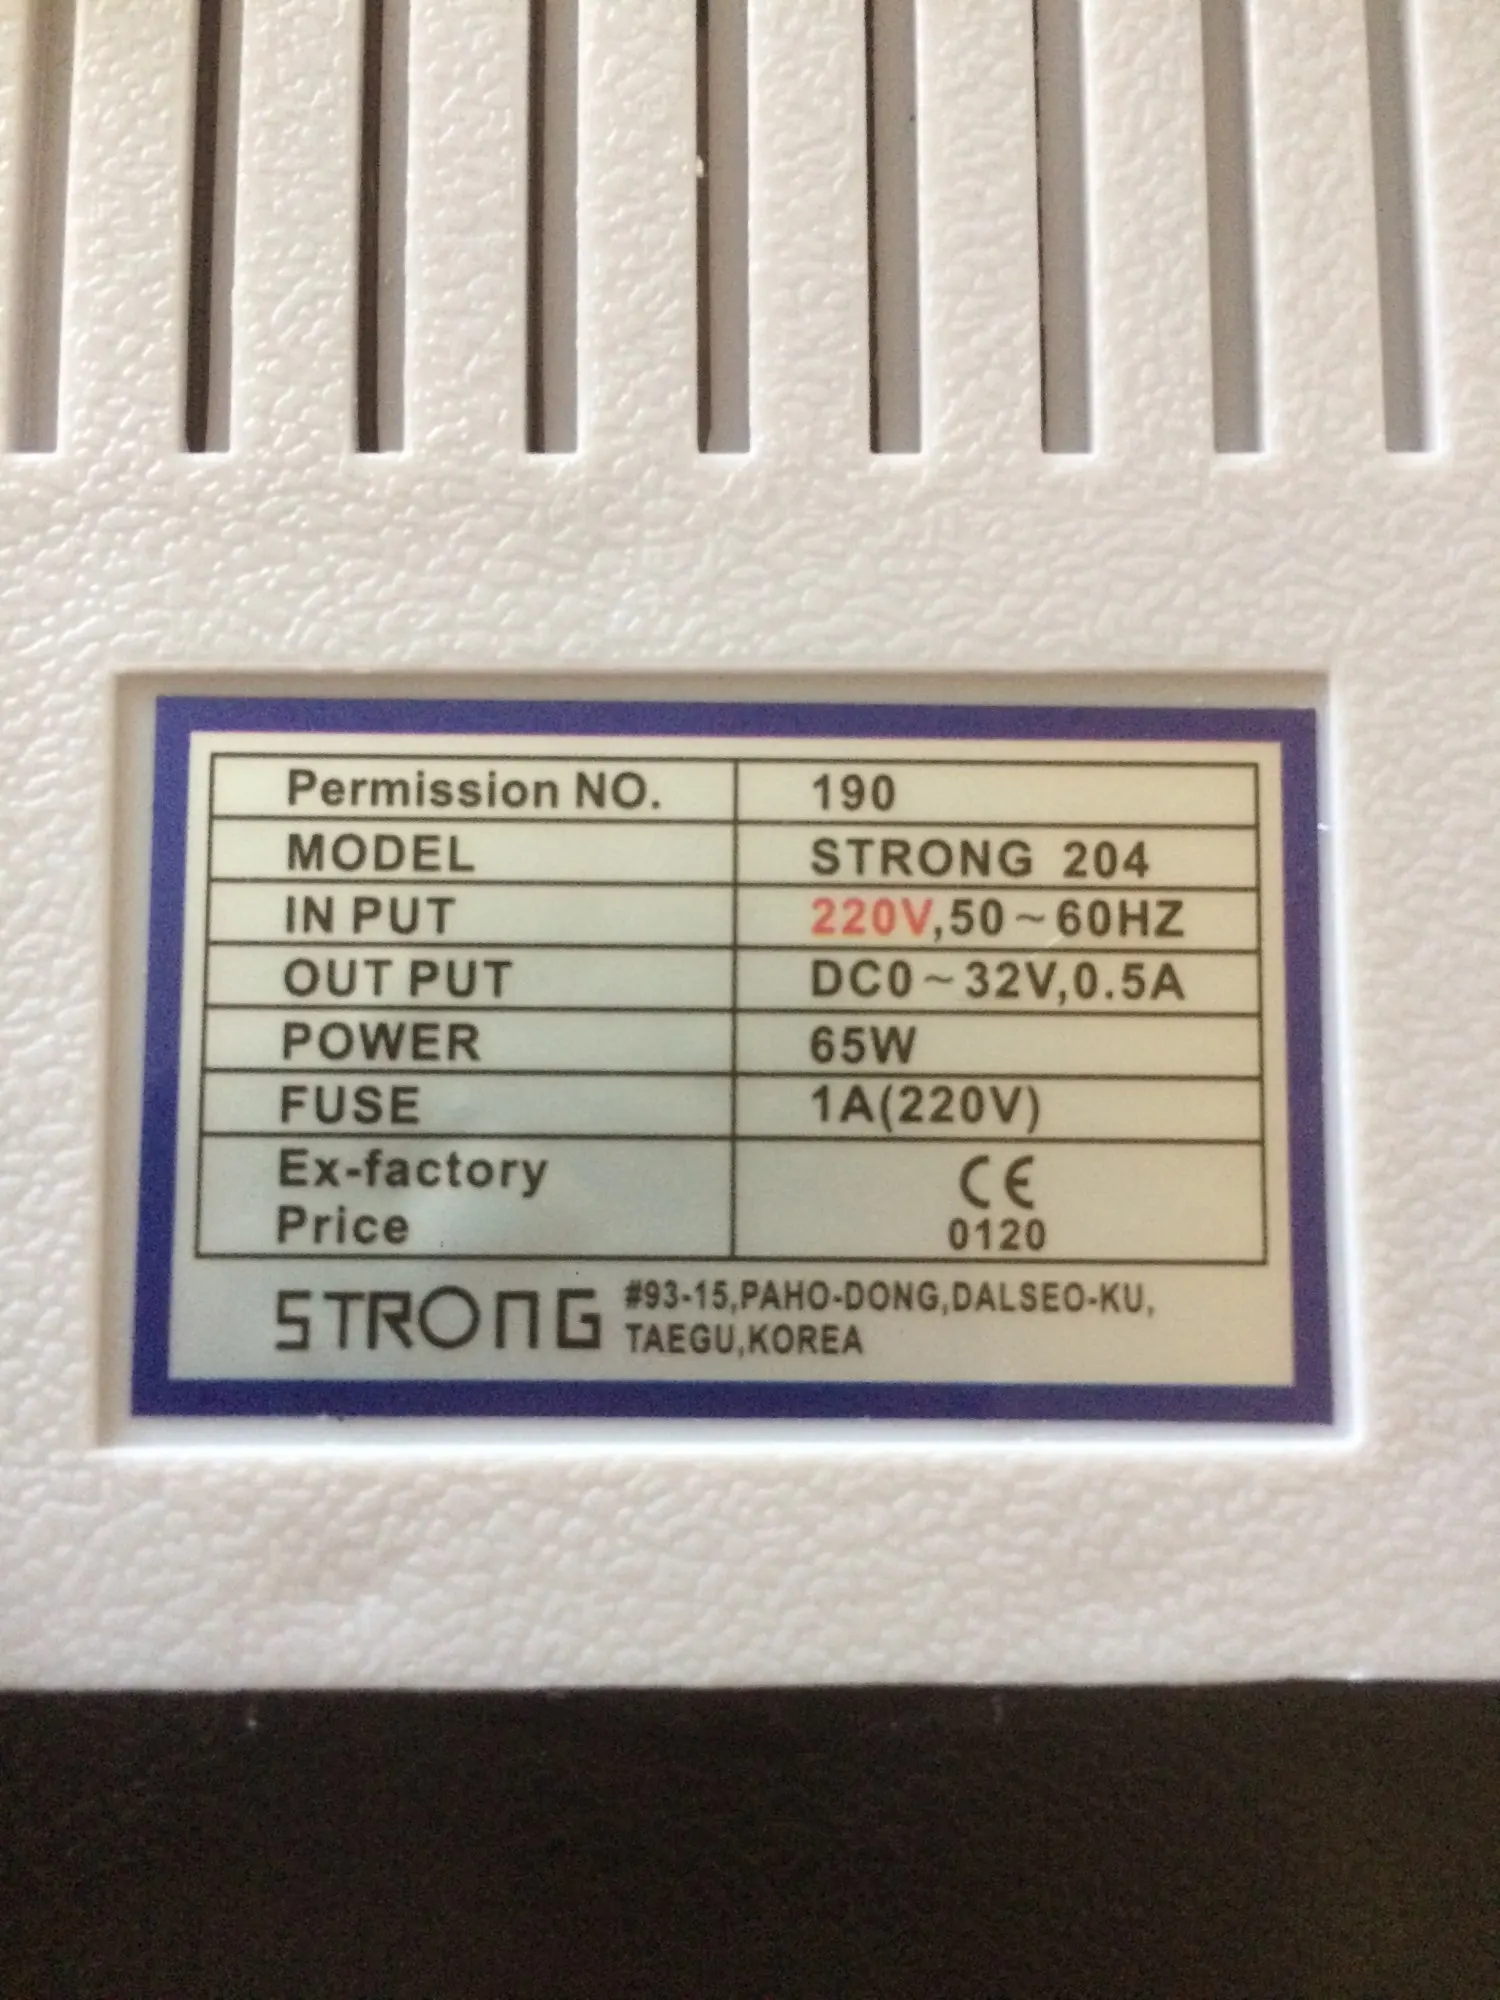 Permission NO. 190
MODEL STRONG 204
IN PUT 220V,50~60HZ
OUT PUT DC0~32V,0.5A
POWER 65W
FUSE 1A(220V)
Ex-factory
Price
CE
0120
STRONG
#93-15,PAHO-DONG,DALSEO-KU,
TAEGU,KOREA